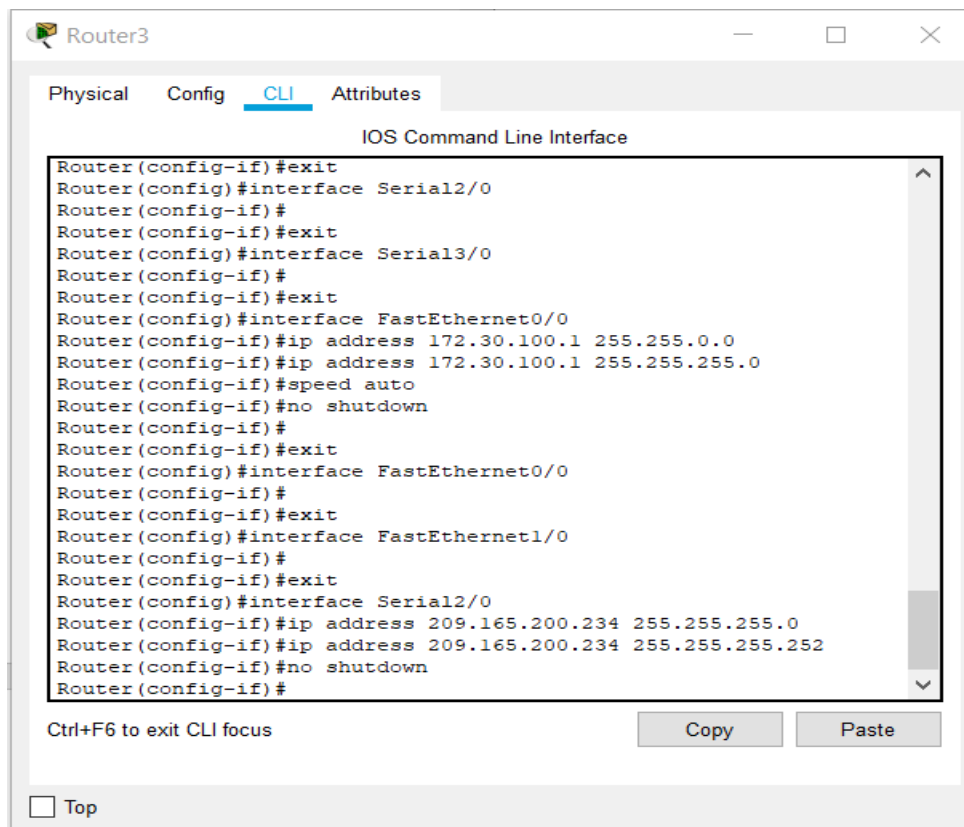 Router3
Physical Config CLI Attributes
IOS Command Line Interface
Router(config-if)#exit
Router(config)#interface Serial2/0
Router(config-if)#
Router(config-if)#exit
Router(config)#interface Serial3/0
Router(config-if)#
Router(config-if)#exit
Router(config)#interface FastEthernet0/0
Router(config-if)#ip address 172.30.100.1 255.255.0.0
Router(config-if)#ip address 172.30.100.1 255.255.255.0
Router(config-if)#speed auto
Router(config-if)#no shutdown
Router(config-if)#
Router(config-if)#exit
Router(config)#interface FastEthernet0/0
Router(config-if)#
Router(config-if)#exit
Router(config)#interface FastEthernet1/0
Router(config-if)#
Router(config-if)#exit
Router(config)#interface Serial2/0
Router(config-if)#ip address 209.165.200.234 255.255.255.0
Router(config-if)#ip address 209.165.200.234 255.255.255.252
Router(config-if)#no shutdown
Router(config-if)#
Ctrl+F6 to exit CLI focus Copy Paste
Top